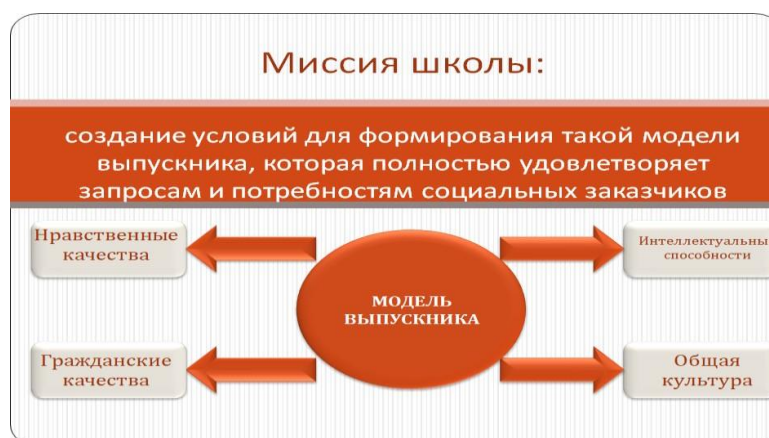 Миссия школы:
создание условий для формирования такой модели
выпускника, которая полностью удовлетворяет
запросам и потребностям социальных заказчиков
Нравственные
качества
Интеллектуальны
способности
МОДЕЛЬ
ВЫПУСКНИКА
Гражданские
качества
Общая
культура